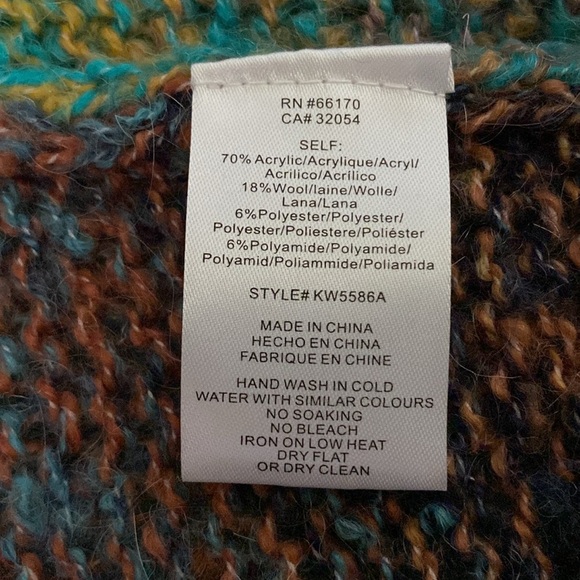 RN #66170
CA# 32054
SELF:
70% Acrylic/Acrylique/Acryl/
Acrilico/Acrílico
18%Wool/laine/Wolle/
Lana/Lana
6%Polyester/Polyester/
Polyester/Poliestere/Poliéster
6%Polyamide/Polyamide/
Polyamid/Poliammide/Poliamida
STYLE# KW5586A
MADE IN CHINA
HECHO EN CHINA
FABRIQUE EN CHINE
HAND WASH IN COLD
WATER WITH SIMILAR COLOURS
NO SOAKING
NO BLEACH
IRON ON LOW HEAT
DRY FLAT
OR DRY CLEAN